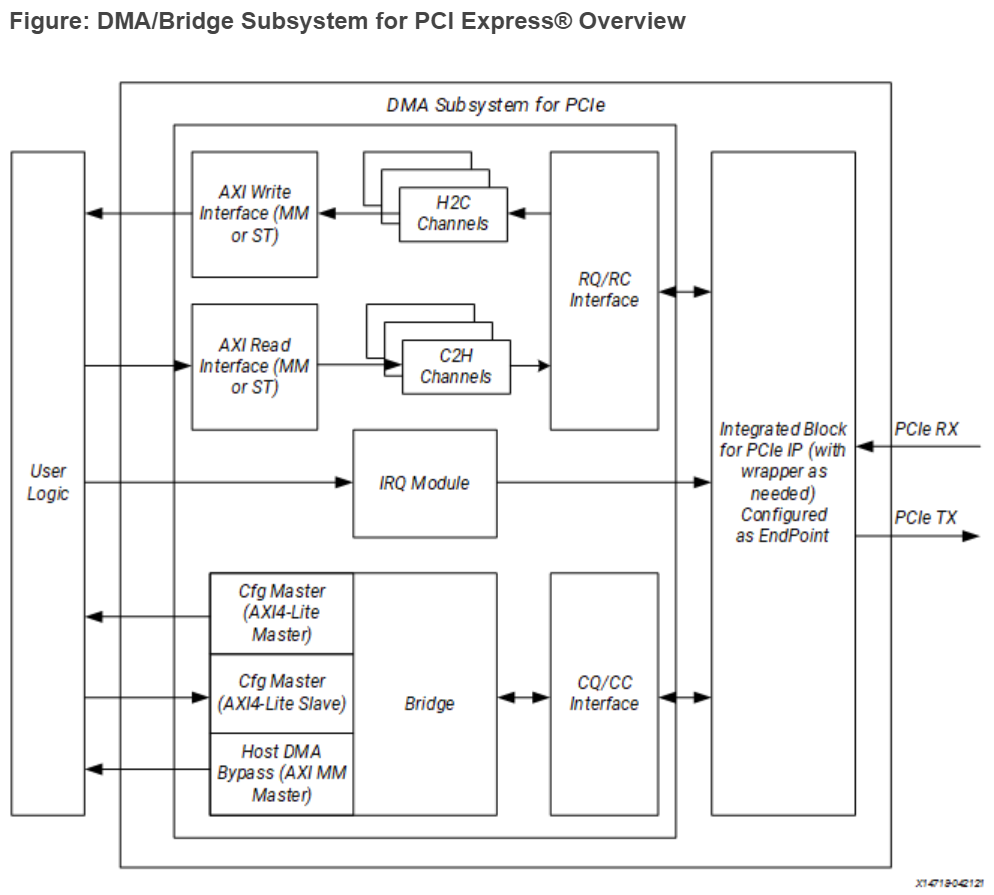 Figure: DMA/Bridge Subsystem for PCI Express® Overview
DMA Subsystem for PCIe
AXI Write
Interface (MM
or ST)
H2C
Channels
RQ/RC
Interface
AXI Read
Interface (MM
or ST)
C2H
Channels
User
Logic
IRQ Module
Integrated Block
for PCIe IP (with
wrapper as
needed)
Configured
as EndPoint
PCIe RX
PCIe TX
Cfg Master
(AXI4-Lite
Master)
Cfg Master
(AXI4-Lite Slave)
Host DMA
Bypass (AXI MM
Master)
Bridge
CQ/CC
Interface
X14718-042121